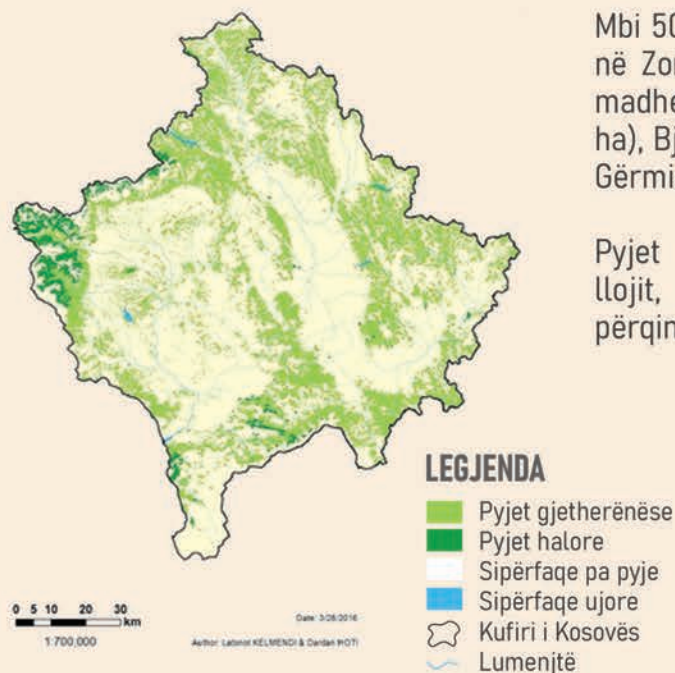 Mbi 50
në Zor
madhe
ha), Bj
Gërmi
Pyjet
llojit,
përqin
LEGJENDA
Pyjet gjetherënëse
Pyjet halore
Sipërfaqe pa pyje
Sipërfaqe ujore
Kufiri i Kosovës
Lumenjtë
0 5 10 20 30
km
1:700,000
Date: 3/28/2016
Author: Labinot KELMENDI & Dardan HOTI